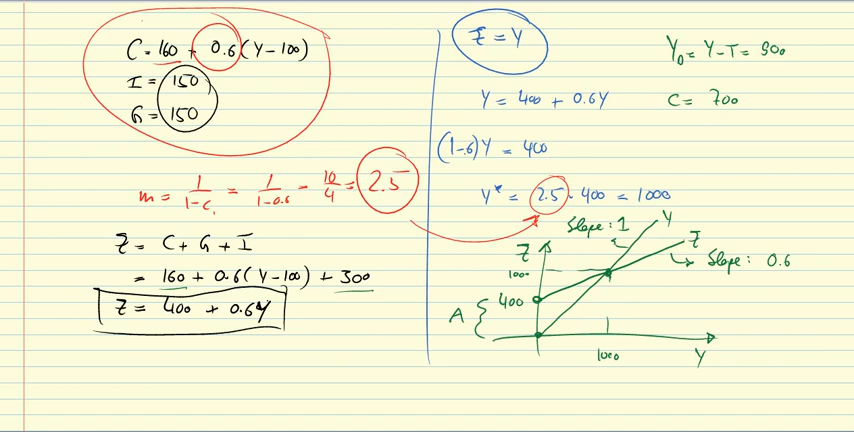 C = 160 + 0.6 (Y - 100)
I = 150
G = 150
m = 1/(1-c₁) = 1/(1-0.6) = 10/4 = 2.5
Z = C + G + I
= 160 + 0.6(Y-100) + 300
Z = 400 + 0.6Y
Z = Y
Y = 400 + 0.6Y
(1-.6)Y = 400
Y* = 2.5 · 400 = 1000
Y_D = Y - T = 900
C = 700
Slope: 1
Y
Z
Z
Slope: 0.6
1000
400
A
1000
Y